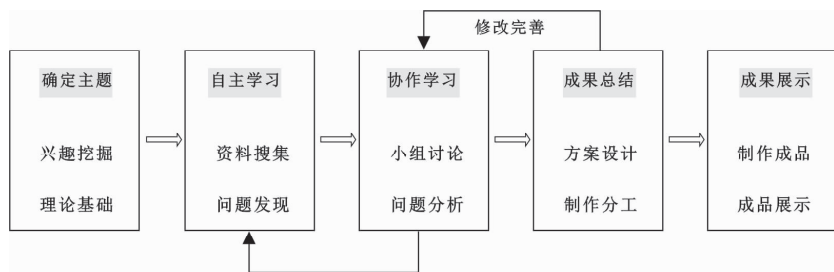 修改完善
确定主题
兴趣挖掘
理论基础
自主学习
资料搜集
问题发现
协作学习
小组讨论
问题分析
成果总结
方案设计
制作分工
成果展示
制作成品
成品展示